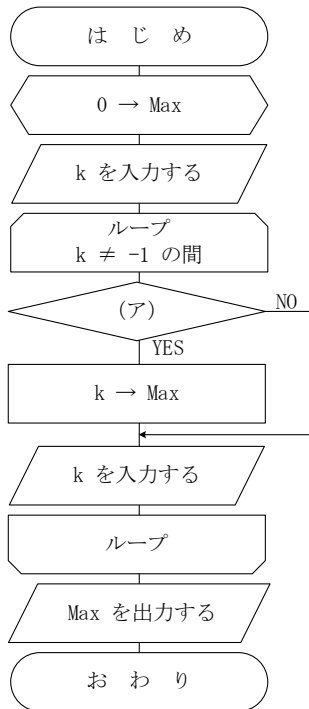 は じ め
0 → Max
k を入力する
ループ
k ≠ -1 の間
(ア)
NO
YES
k → Max
k を入力する
ループ
Max を出力する
お わ り